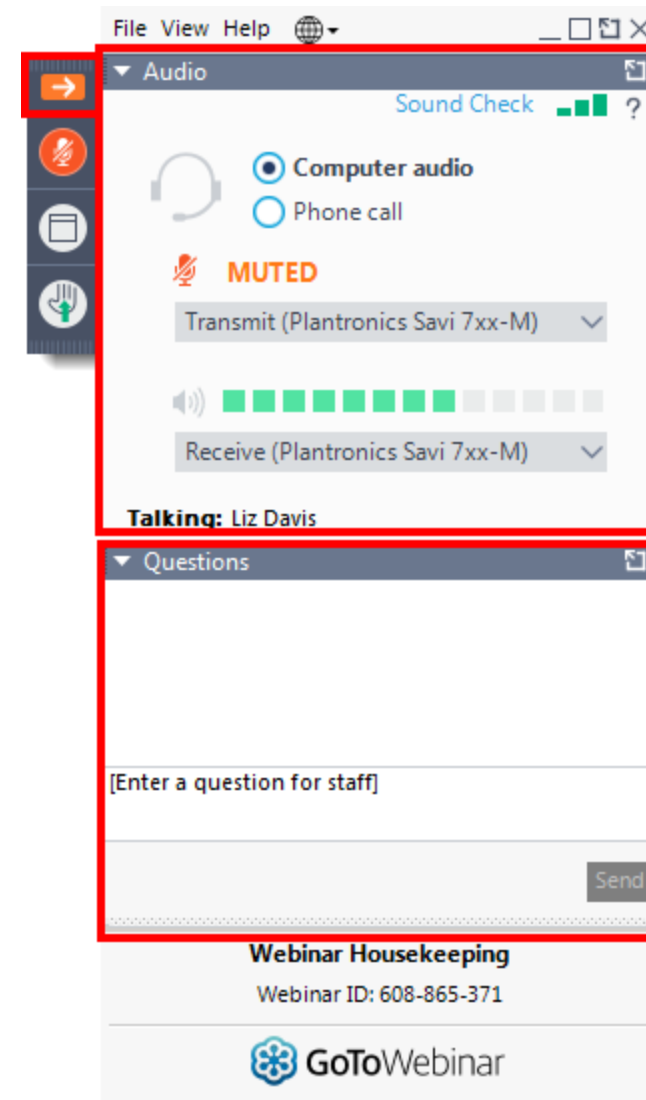 File View Help
Audio
Sound Check ?
Computer audio
Phone call
MUTED
Transmit (Plantronics Savi 7xx-M)
Receive (Plantronics Savi 7xx-M)
Talking: Liz Davis
Questions
[Enter a question for staff]
Send
Webinar Housekeeping
Webinar ID: 608-865-371
GoToWebinar